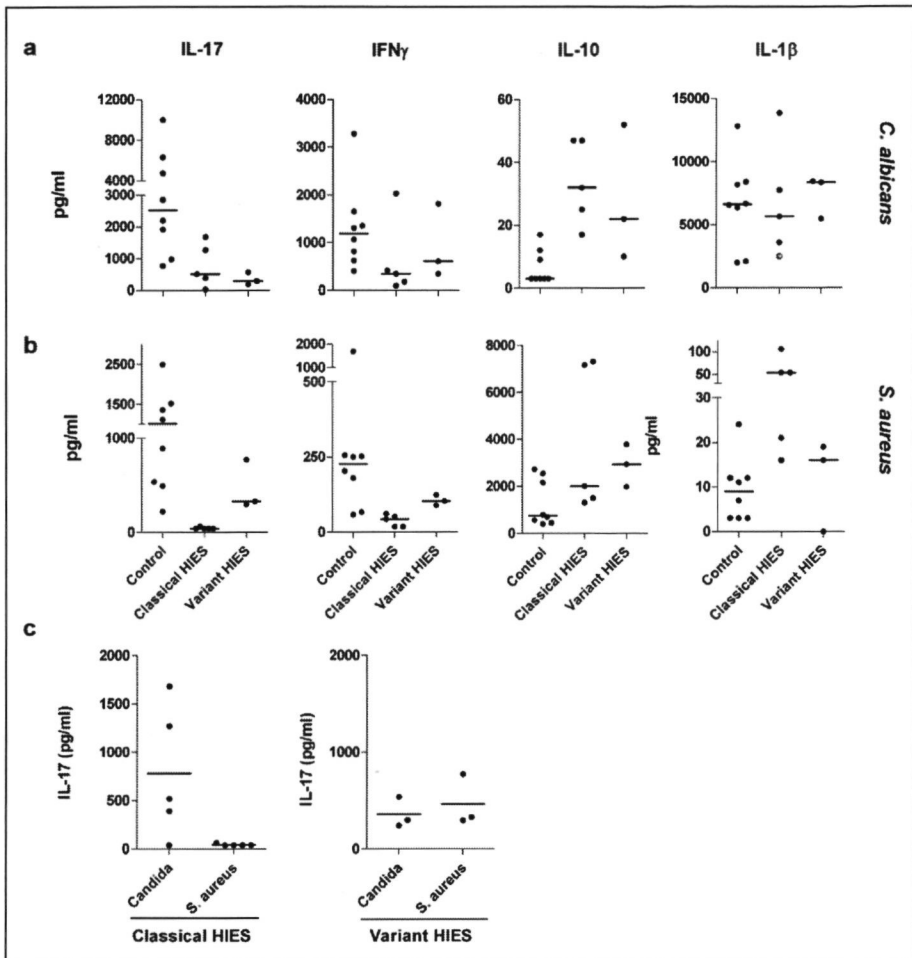 a
IL-17 IFNγ IL-10 IL-1β
12000 4000 60 15000
8000
4000 3000 40 10000
3000 2000
2000 20 5000
1000 1000
0 0 0 0
pg/ml
C. albicans
b
2500 2000 8000 100
1000 50
1500 500 6000 30
1000 4000 20
250
2000 10
0 0 0 0
pg/ml pg/ml
S. aureus
Control Classical HIES Variant HIES Control Classical HIES Variant HIES Control Classical HIES Variant HIES Control Classical HIES Variant HIES
c
2000 2000
1500
1000 1000
500
0 0
IL-17 (pg/ml) IL-17 (pg/ml)
Candida S. aureus Candida S. aureus
Classical HIES Variant HIES